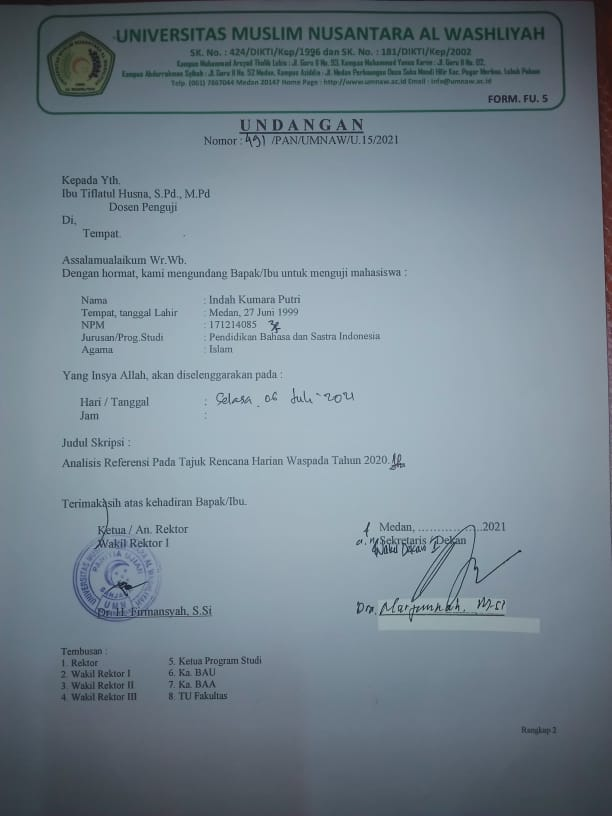 UNIVERSITAS MUSLIM NUSANTARA AL WASHLIYAH
SK. No. : 424/DIKTI/Kep/1996 dan SK. No. : 181/DIKTI/Kep/2002
Kampus Muhammad Arsyad Thalib Lubis : Jl. Garu II No. 93, Kampus Muhammad Yunus Karim : Jl. Garu II No. 02,
Kampus Abdurrahman Syihab : Jl. Garu II No. 52 Medan, Kampus Aziddin : Jl. Medan Perbaungan Desa Suka Mandi Hilir Kec. Pagar Merbau, Lubuk Pakam
Telp. (061) 7867044 Medan 20147 Home Page : http://www.umnaw.ac.id Email : info@umnaw.ac.id
FORM. FU. 5
UNDANGAN
Nomor : 491 /PAN/UMNAW/U.15/2021
Kepada Yth.
Ibu Tiflatul Husna, S.Pd., M.Pd
Dosen Penguji
Di,
Tempat.
Assalamualaikum Wr.Wb.
Dengan hormat, kami mengundang Bapak/Ibu untuk menguji mahasiswa :
Nama : Indah Kumara Putri
Tempat, tanggal Lahir : Medan, 27 Juni 1999
NPM : 171214085
Jurusan/Prog.Studi : Pendidikan Bahasa dan Sastra Indonesia
Agama : Islam
Yang Insya Allah, akan diselenggarakan pada :
Hari / Tanggal : Selasa, 06 Juli 2021
Jam :
Judul Skripsi :
Analisis Referensi Pada Tajuk Rencana Harian Waspada Tahun 2020.
Terimakasih atas kehadiran Bapak/Ibu.
Ketua / An. Rektor
Wakil Rektor I
PANITIA UJIAN
UMN
Dr. H. Firmansyah, S.Si
Medan, ..................2021
a.n Sekretaris / Dekan
Wakil Dekan I
Dra. M.Si
Tembusan :
1. Rektor
2. Wakil Rektor I
3. Wakil Rektor II
4. Wakil Rektor III
5. Ketua Program Studi
6. Ka. BAU
7. Ka. BAA
8. TU Fakultas
Rangkap 2